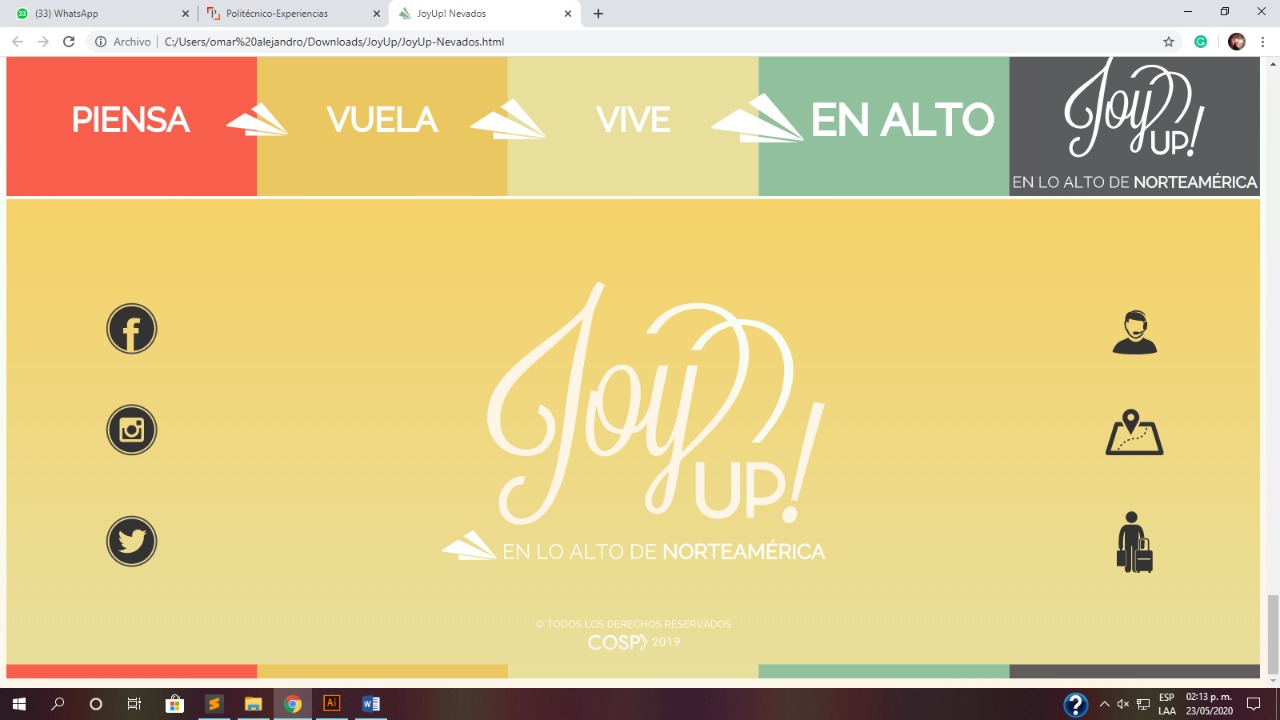 (33) WhatsApp
Politécnico-Experiencias
JoyUp! Nevados
Archivo | C:/Users/omar%20alejandro/Downloads/JoyUp/JoyUp-Nevados.html
PIENSA
VUELA
VIVE
EN ALTO
Joy
UP!
EN LO ALTO DE NORTEAMÉRICA
Joy
UP!
EN LO ALTO DE NORTEAMÉRICA
© TODOS LOS DERECHOS RESERVADOS
COSP 2019
ESP
LAA
02:13 p. m.
23/05/2020